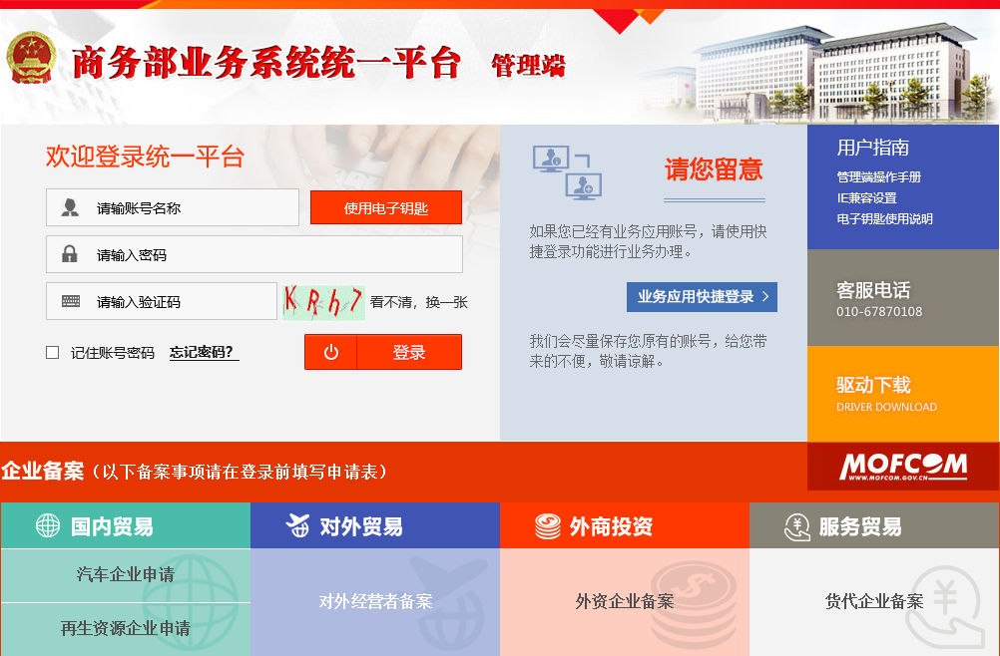 商务部业务系统统一平台 管理端
欢迎登录统一平台
请输账号名称
使用电子钥匙
请输入密码
请输入验证码
KRh7
看不清，换一张
记住账号密码 忘记密码?
登录
请您留意
如果您已经有业务应用账号，请使用快
捷登录功能进行业务办理。
业务应用快捷登录 >
我们会尽量保存您原有的账号，给您带
来的不便，敬请谅解。
用户指南
管理端操作手册
IE兼容设置
电子钥匙使用说明
客服电话
010-67870108
驱动下载
DRIVER DOWNLOAD
企业备案（以下备案事项请在登录前填写申请表）
MOFCOM
WWW.MOFCOM.GOV.CN
国内贸易
汽车企业申请
再生资源企业申请
对外贸易
对外经营者备案
外商投资
外资企业备案
服务贸易
货代企业备案